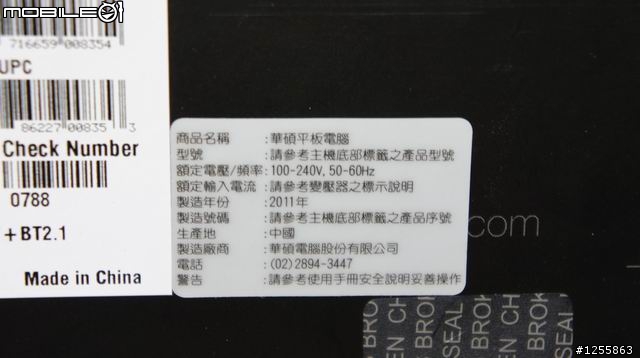 MOBILE01
716659 008354
UPC
86227 00835 3
Check Number
0788
+BT2.1
Made in China
商品名稱 :華碩平板電腦
型號 :請參考主機底部標籤之產品型號
額定電壓/頻率:100-240V, 50-60Hz
額定輸入電流 :請參考變壓器之標示說明
製造年份 :2011年
製造號碼 :請參考主機底部標籤之產品序號
生產地 :中國
製造廠商 :華碩電腦股份有限公司
電話 :(02)2894-3447
警告 :請參考使用手冊安全說明妥善操作
.com
EN CH
BROK
SEAL
BRO
#1255863